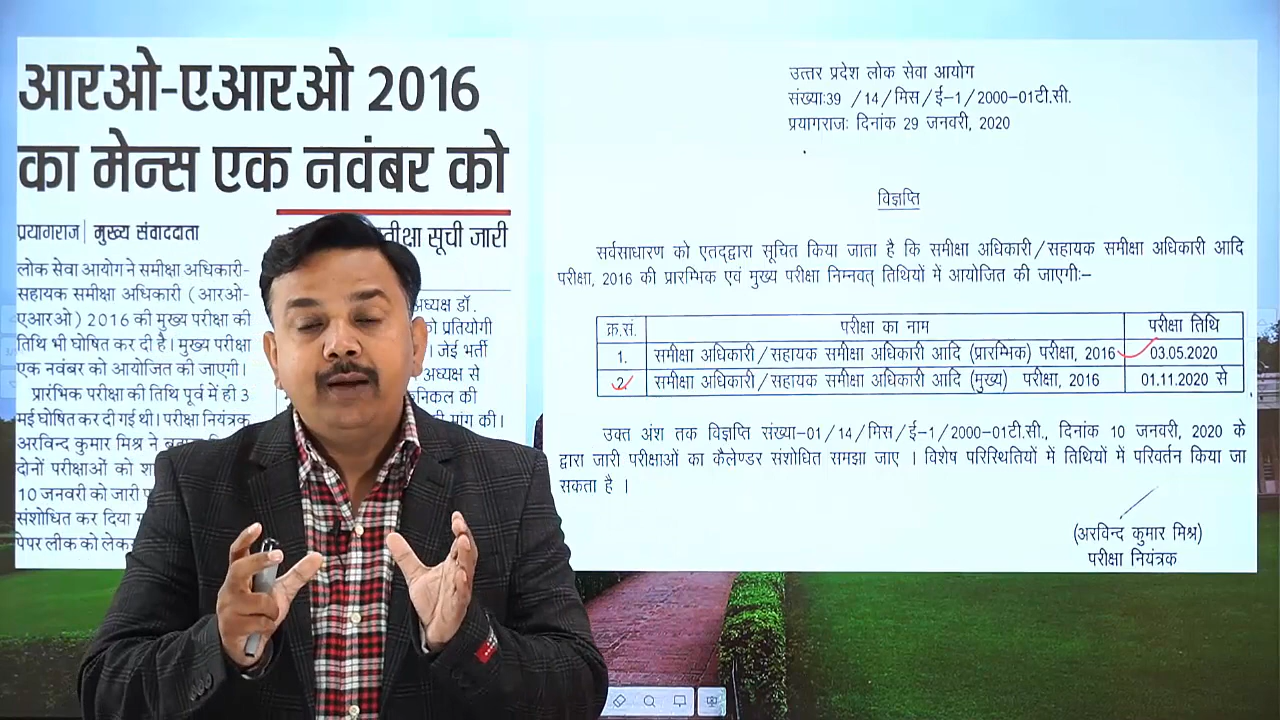 आरओ-एआरओ 2016
का मेन्स एक नवंबर को
प्रयागराज | मुख्य संवाददाता
लोक सेवा आयोग ने समीक्षा अधिकारी-
सहायक समीक्षा अधिकारी (आरओ-
एआरओ) 2016 की मुख्य परीक्षा की
तिथि भी घोषित कर दी है। मुख्य परीक्षा
एक नवंबर को आयोजित की जाएगी।
प्रारंभिक परीक्षा की तिथि पूर्व में ही 3
मई घोषित कर दी गई थी। परीक्षा नियंत्रक
अरविन्द कुमार मिश्र ने
दोनों परीक्षाओं को
10 जनवरी को जारी
संशोधित कर दिया
पेपर लीक को
सूची जारी
अध्यक्ष डॉ.
को प्रतियोगी
। जेई भर्ती
अध्यक्ष से
की
मांग की।
उत्तर प्रदेश लोक सेवा आयोग
संख्याः39 /14/मिस/ई-1/2000-01टी.सी.
प्रयागराजः दिनांक 29 जनवरी, 2020
विज्ञप्ति
सर्वसाधारण को एतद्द्वारा सूचित किया जाता है कि समीक्षा अधिकारी/सहायक समीक्षा अधिकारी आदि
परीक्षा, 2016 की प्रारम्भिक एवं मुख्य परीक्षा निम्नवत् तिथियों में आयोजित की जाएगीः-
क्र.सं. परीक्षा का नाम परीक्षा तिथि
1. समीक्षा अधिकारी/सहायक समीक्षा अधिकारी आदि (प्रारम्भिक) परीक्षा, 2016 03.05.2020
2. समीक्षा अधिकारी/सहायक समीक्षा अधिकारी आदि (मुख्य) परीक्षा, 2016 01.11.2020 से
उक्त अंश तक विज्ञप्ति संख्या-01/14/मिस/ई-1/2000-01टी.सी., दिनांक 10 जनवरी, 2020 के
द्वारा जारी परीक्षाओं का कैलेण्डर संशोधित समझा जाए । विशेष परिस्थितियों में तिथियों में परिवर्तन किया जा
सकता है ।
(अरविन्द कुमार मिश्र)
परीक्षा नियंत्रक